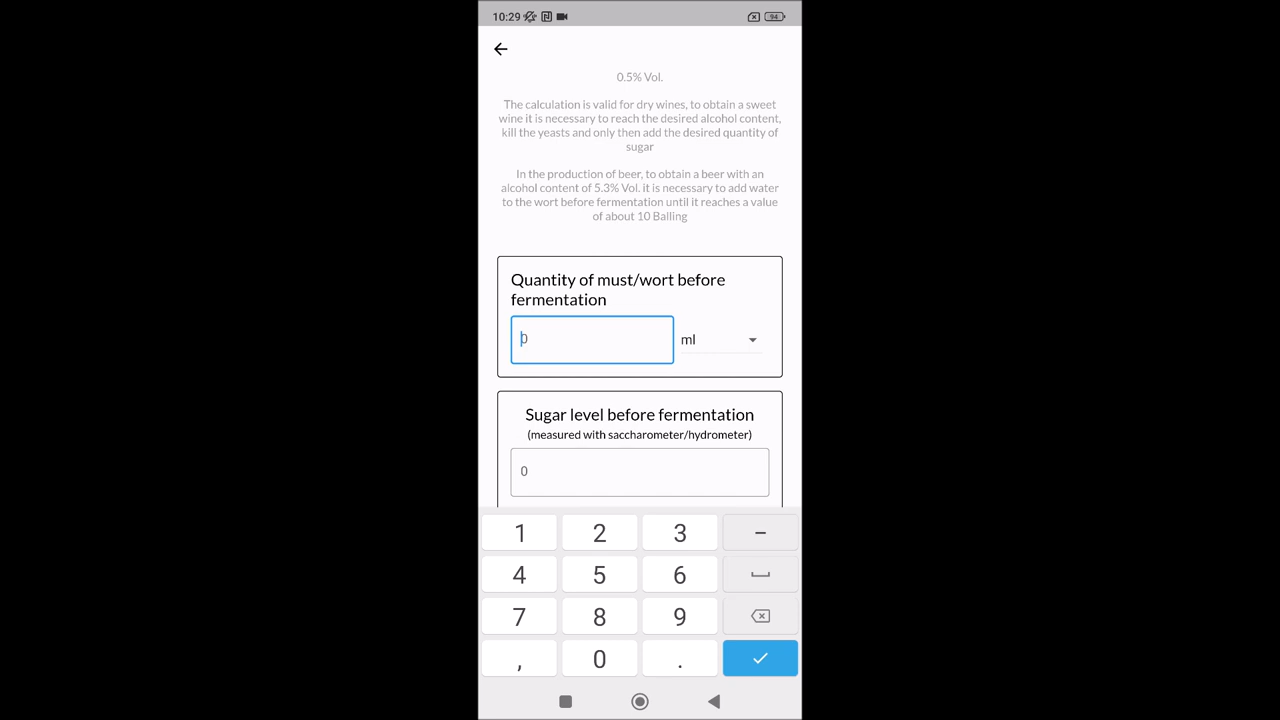 10:29
94
0.5% Vol.
The calculation is valid for dry wines, to obtain a sweet
wine it is necessary to reach the desired alcohol content,
kill the yeasts and only then add the desired quantity of
sugar
In the production of beer, to obtain a beer with an
alcohol content of 5.3% Vol. it is necessary to add water
to the wort before fermentation until it reaches a value
of about 10 Balling
Quantity of must/wort before
fermentation
0 ml
Sugar level before fermentation
(measured with saccharometer/hydrometer)
0
1 2 3 –
4 5 6
7 8 9
, 0 .